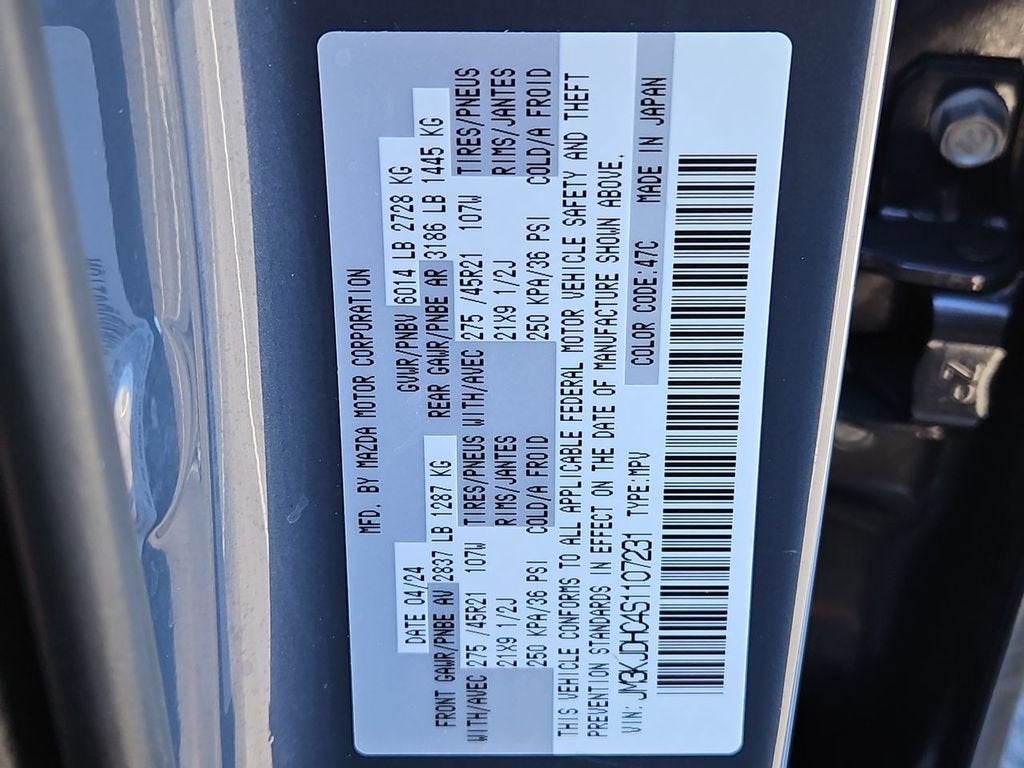 MFD. BY MAZDA MOTOR CORPORATION
DATE 04/24 GVWR/PNBV 6014 LB 2728 KG
FRONT GAWR/PNBE AV 2837 LB 1287 KG REAR GAWR/PNBE AR 3186 LB 1445 KG
WITH/AVEC 275 /45R21 107W TIRES/PNEUS WITH/AVEC 275 /45R21 107W TIRES/PNEUS
21X9 1/2J RIMS/JANTES 21X9 1/2J RIMS/JANTES
250 KPA/36 PSI COLD/A FROID 250 KPA/36 PSI COLD/A FROID
THIS VEHICLE CONFORMS TO ALL APPLICABLE FEDERAL MOTOR VEHICLE SAFETY AND THEFT
PREVENTION STANDARDS IN EFFECT ON THE DATE OF MANUFACTURE SHOWN ABOVE.
VIN: JM3KJDHC4S1107231 TYPE:MPV COLOR CODE:47C MADE IN JAPAN